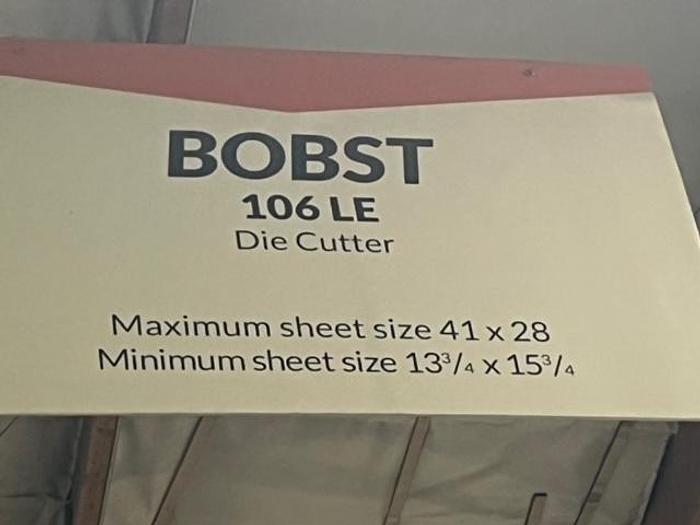 BOBST
106 LE
Die Cutter
Maximum sheet size 41 x 28
Minimum sheet size 13³/₄ x 15³/₄